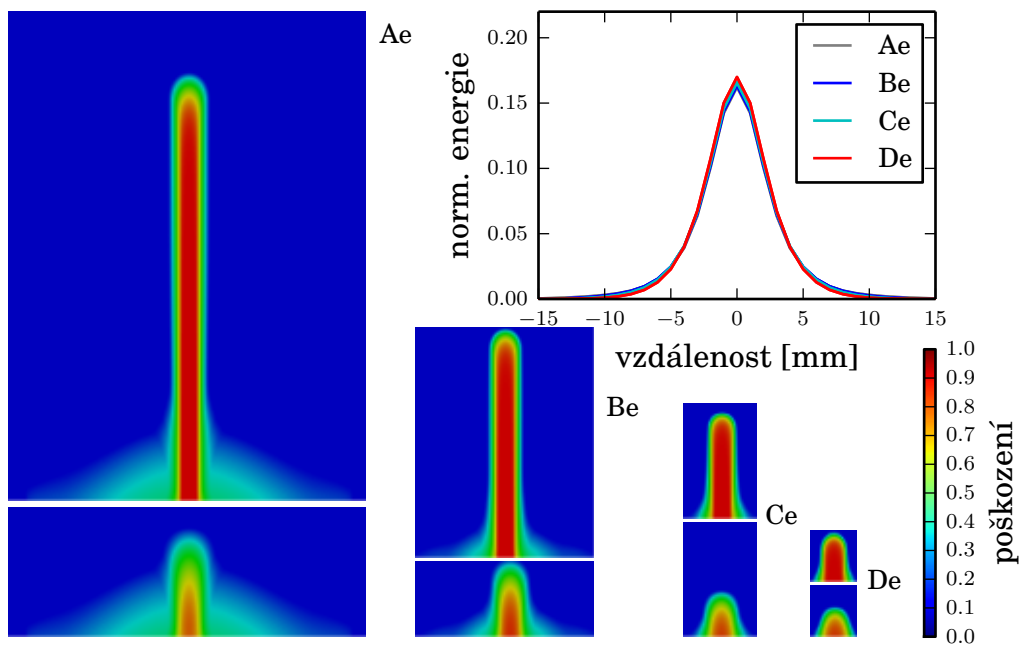 Ae
norm. energie
0.20
0.15
0.10
0.05
0.00
Ae
Be
Ce
De
−15 −10 −5 0 5 10 15
vzdálenost [mm]
Be
Ce
De
1.0
0.9
0.8
0.7
0.6
0.5
0.4
0.3
0.2
0.1
0.0
poškození